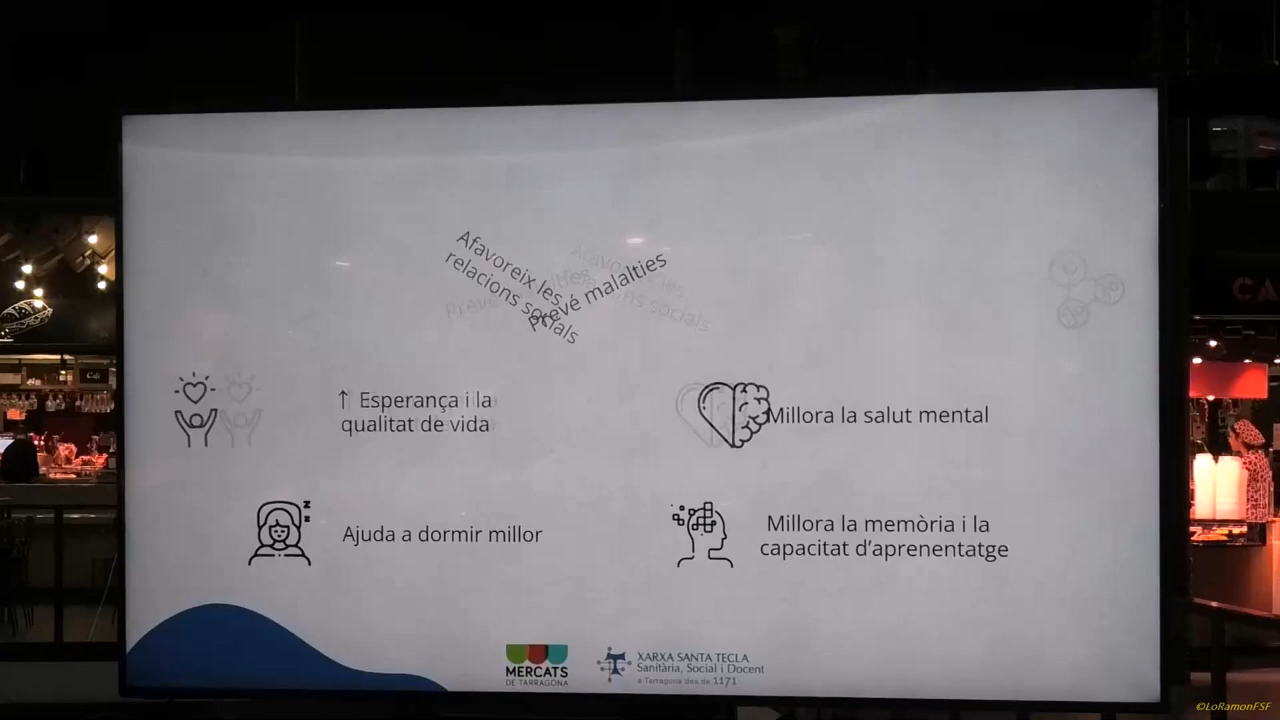 Afavoreix les
relacions socials
Prevé malalties
↑ Esperança i la
qualitat de vida
Millora la salut mental
Ajuda a dormir millor
Millora la memòria i la
capacitat d'aprenentatge
MERCATS
DE TARRAGONA
XARXA SANTA TECLA
Sanitària, Social i Docent
a Tarragona des de 1171
Café
CA
©LoRamonFSF